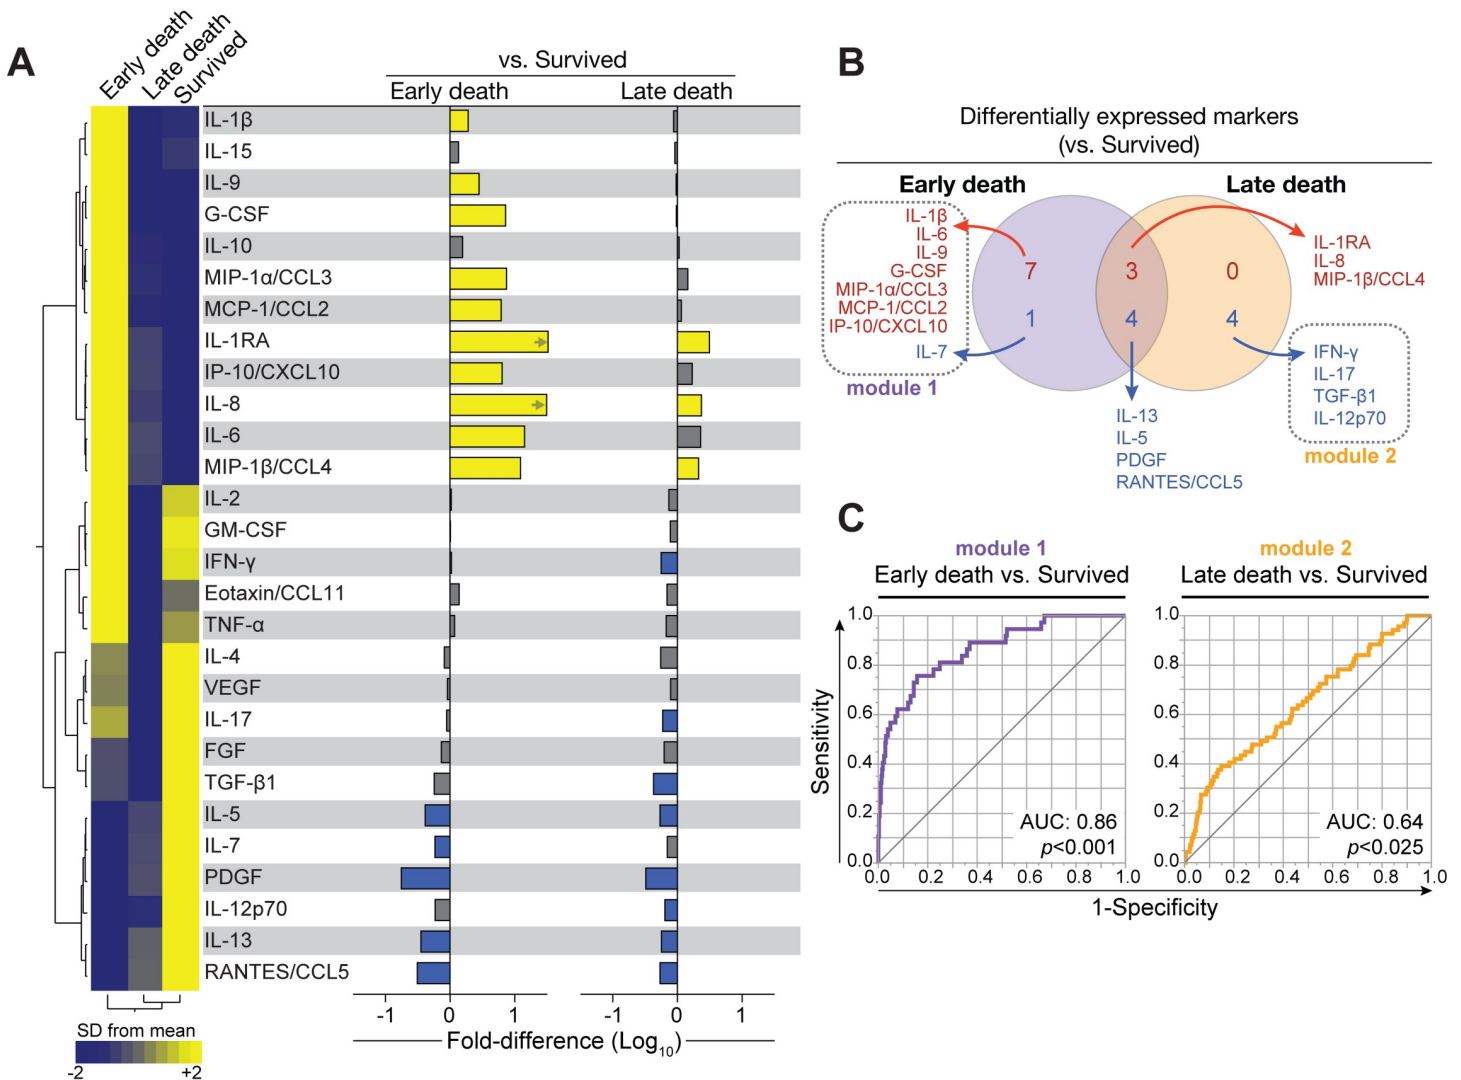 A
Early death
Late death
Survived
vs. Survived
Early death
Late death
IL-1β
IL-15
IL-9
G-CSF
IL-10
MIP-1α/CCL3
MCP-1/CCL2
IL-1RA
IP-10/CXCL10
IL-8
IL-6
MIP-1β/CCL4
IL-2
GM-CSF
IFN-γ
Eotaxin/CCL11
TNF-α
IL-4
VEGF
IL-17
FGF
TGF-β1
IL-5
IL-7
PDGF
IL-12p70
IL-13
RANTES/CCL5
-1 0 1
-1 0 1
Fold-difference (Log10)
SD from mean
-2 +2
B
Differentially expressed markers
(vs. Survived)
Early death
Late death
IL-1β
IL-6
IL-9
G-CSF
MIP-1α/CCL3
MCP-1/CCL2
IP-10/CXCL10
IL-7
module 1
7 3 0
1 4 4
IL-1RA
IL-8
MIP-1β/CCL4
IFN-γ
IL-17
TGF-β1
IL-12p70
module 2
IL-13
IL-5
PDGF
RANTES/CCL5
C
module 1
Early death vs. Survived
1.0
0.8
0.6
0.4
0.2
0.0
Sensitivity
AUC: 0.86
p<0.001
0.0 0.2 0.4 0.6 0.8 1.0
module 2
Late death vs. Survived
1.0
0.8
0.6
0.4
0.2
0.0
AUC: 0.64
p<0.025
0.0 0.2 0.4 0.6 0.8 1.0
1-Specificity